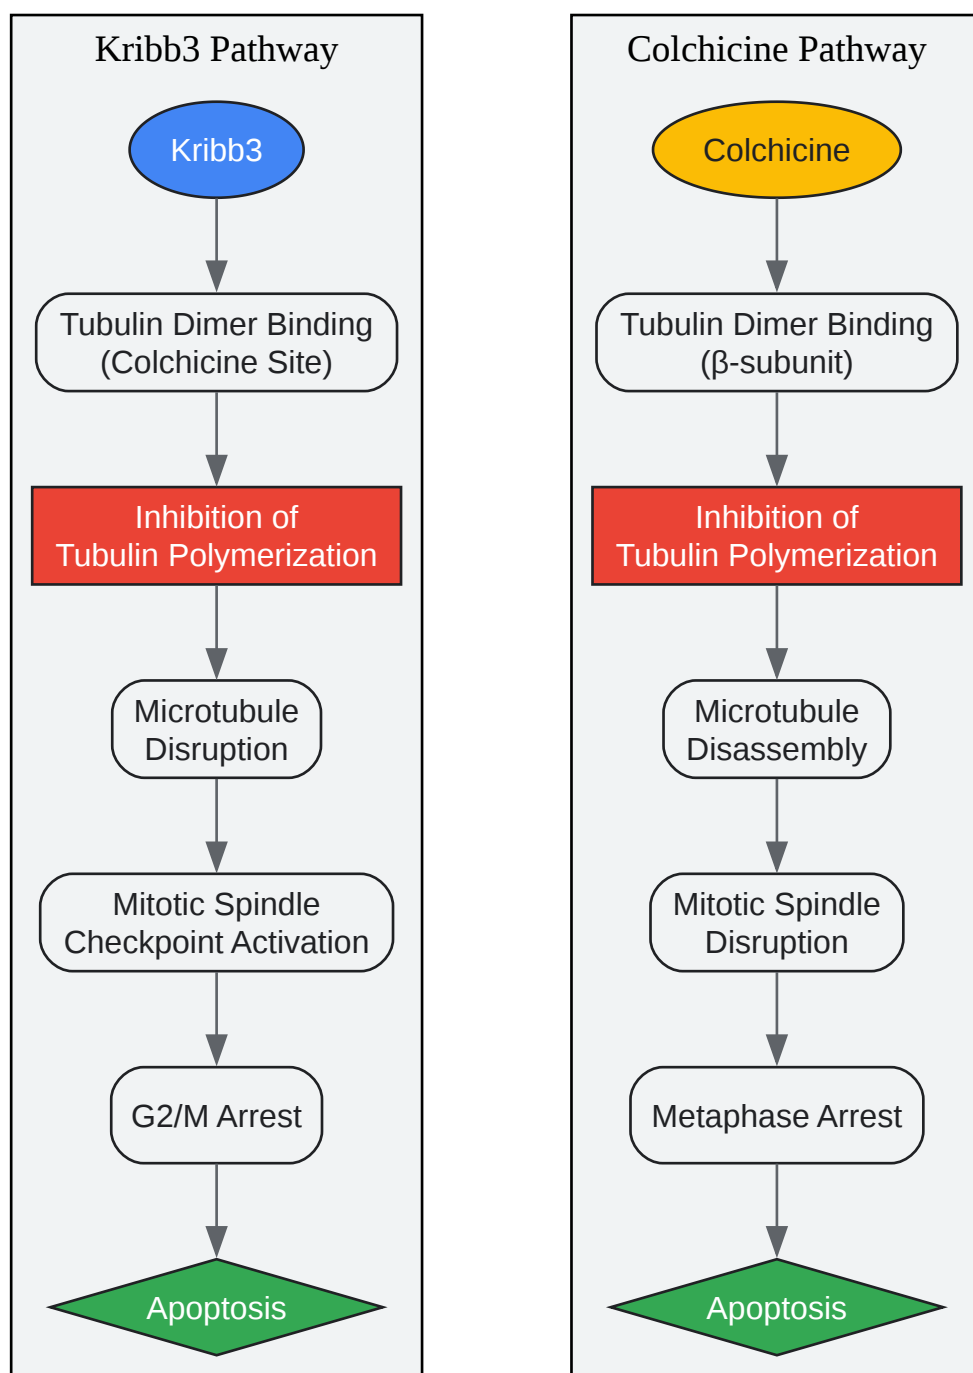 Kribb3 Pathway
Kribb3
Tubulin Dimer Binding
(Colchicine Site)
Inhibition of
Tubulin Polymerization
Microtubule
Disruption
Mitotic Spindle
Checkpoint Activation
G2/M Arrest
Apoptosis
Colchicine Pathway
Colchicine
Tubulin Dimer Binding
(β-subunit)
Inhibition of
Tubulin Polymerization
Microtubule
Disassembly
Mitotic Spindle
Disruption
Metaphase Arrest
Apoptosis